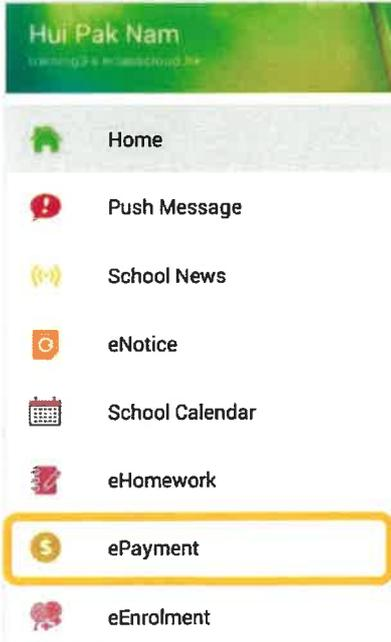 Hui Pak Nam
Home
Push Message
School News
eNotice
School Calendar
eHomework
ePayment
eEnrolment